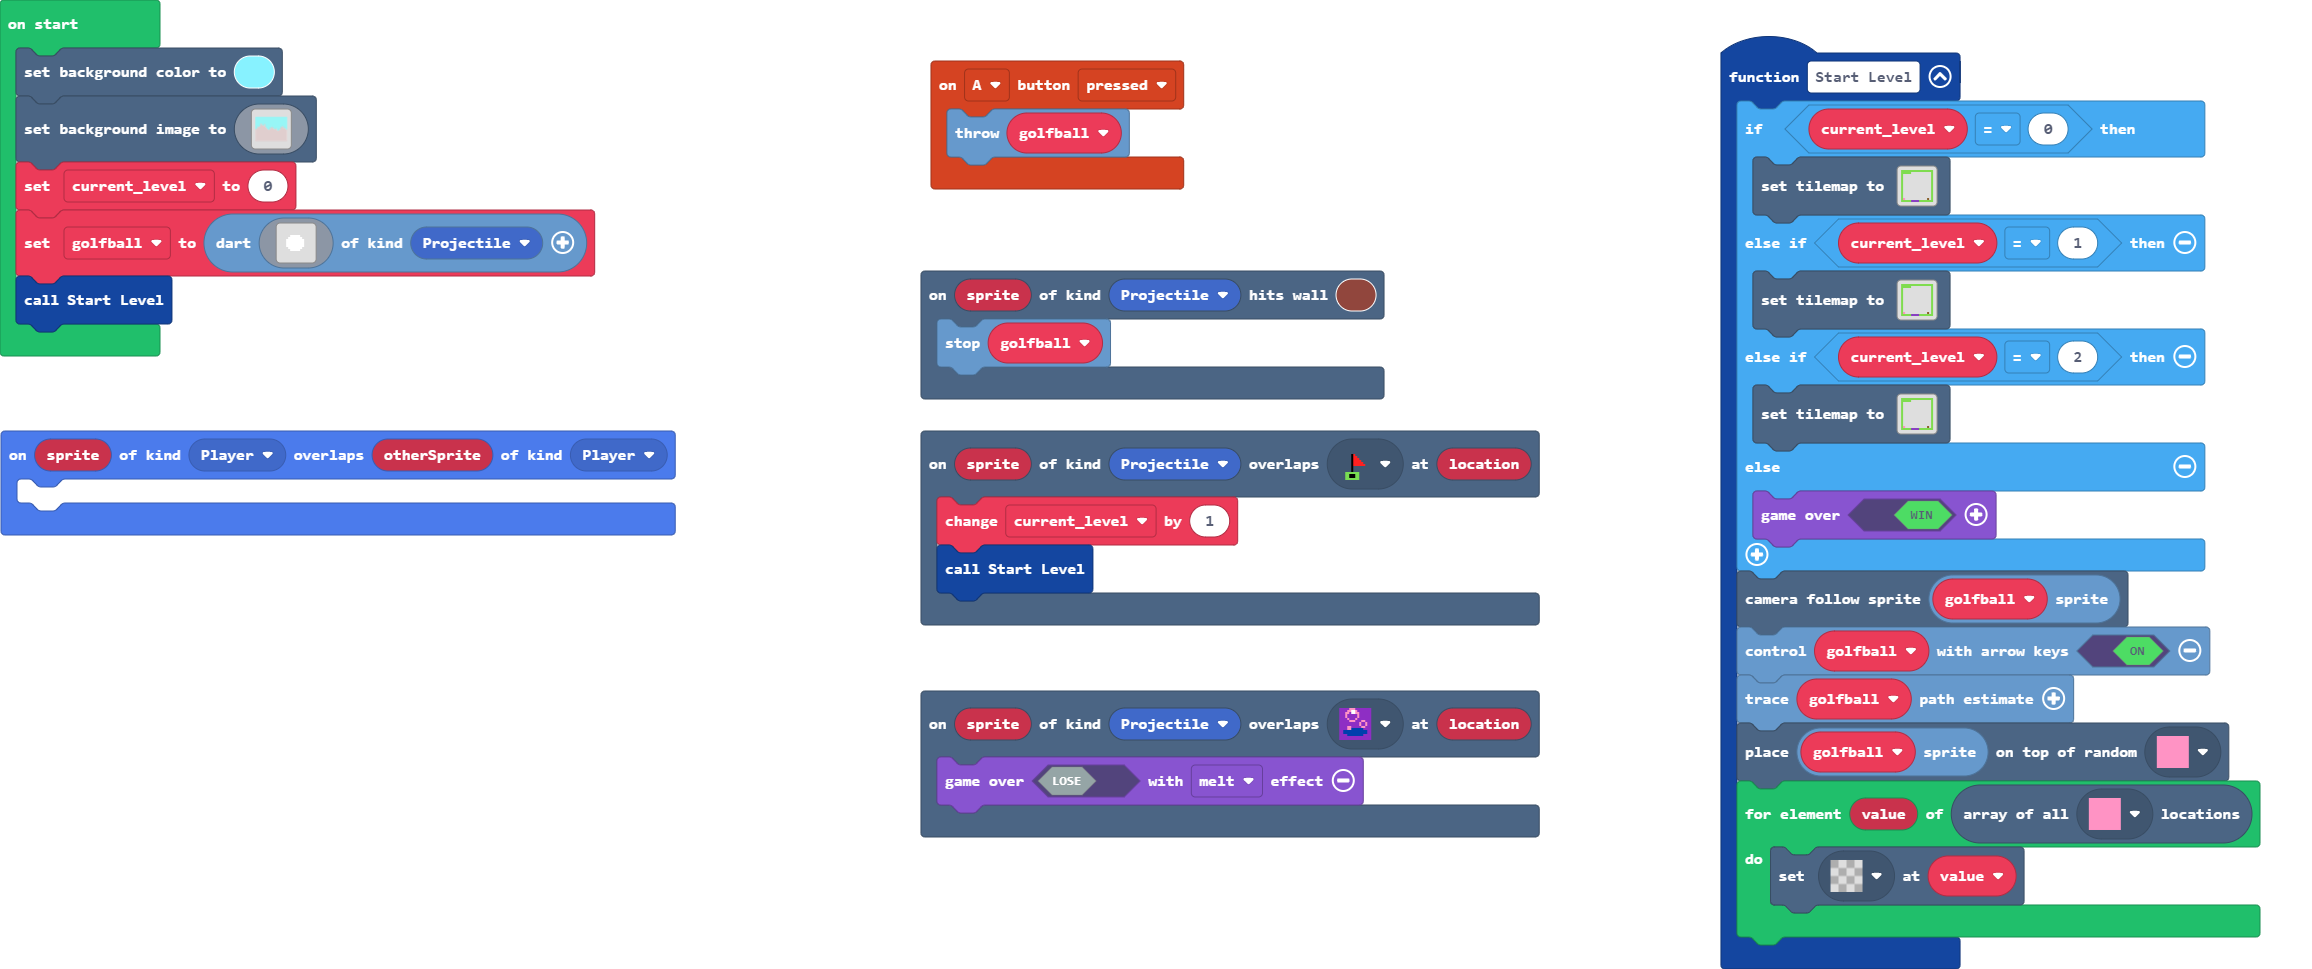 on start
set background color to
set background image to
set current_level to 0
set golfball to dart of kind Projectile
call Start Level
on sprite of kind Player overlaps otherSprite of kind Player
on A button pressed
throw golfball
on sprite of kind Projectile hits wall
stop golfball
on sprite of kind Projectile overlaps at location
change current_level by 1
call Start Level
on sprite of kind Projectile overlaps at location
game over LOSE with melt effect
function Start Level
if current_level = 0 then
set tilemap to
else if current_level = 1 then
set tilemap to
else if current_level = 2 then
set tilemap to
else
game over WIN
camera follow sprite golfball sprite
control golfball with arrow keys ON
trace golfball path estimate
place golfball sprite on top of random
for element value of array of all locations
do
set at value